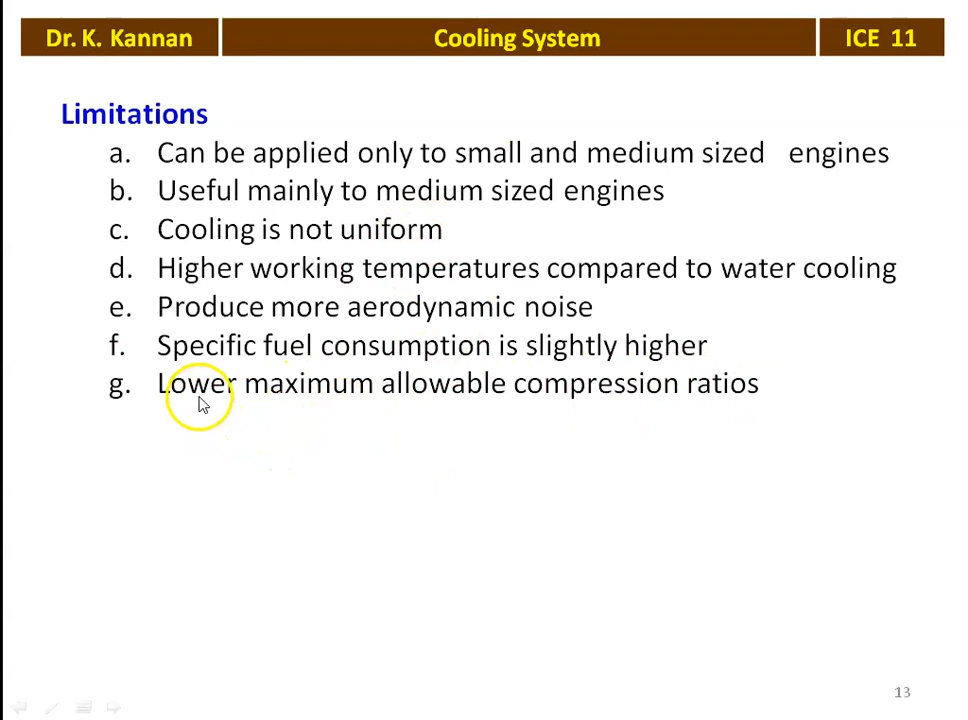 Dr. K. Kannan
Cooling System
ICE 11
Limitations
a. Can be applied only to small and medium sized engines
b. Useful mainly to medium sized engines
c. Cooling is not uniform
d. Higher working temperatures compared to water cooling
e. Produce more aerodynamic noise
f. Specific fuel consumption is slightly higher
g. Lower maximum allowable compression ratios
13